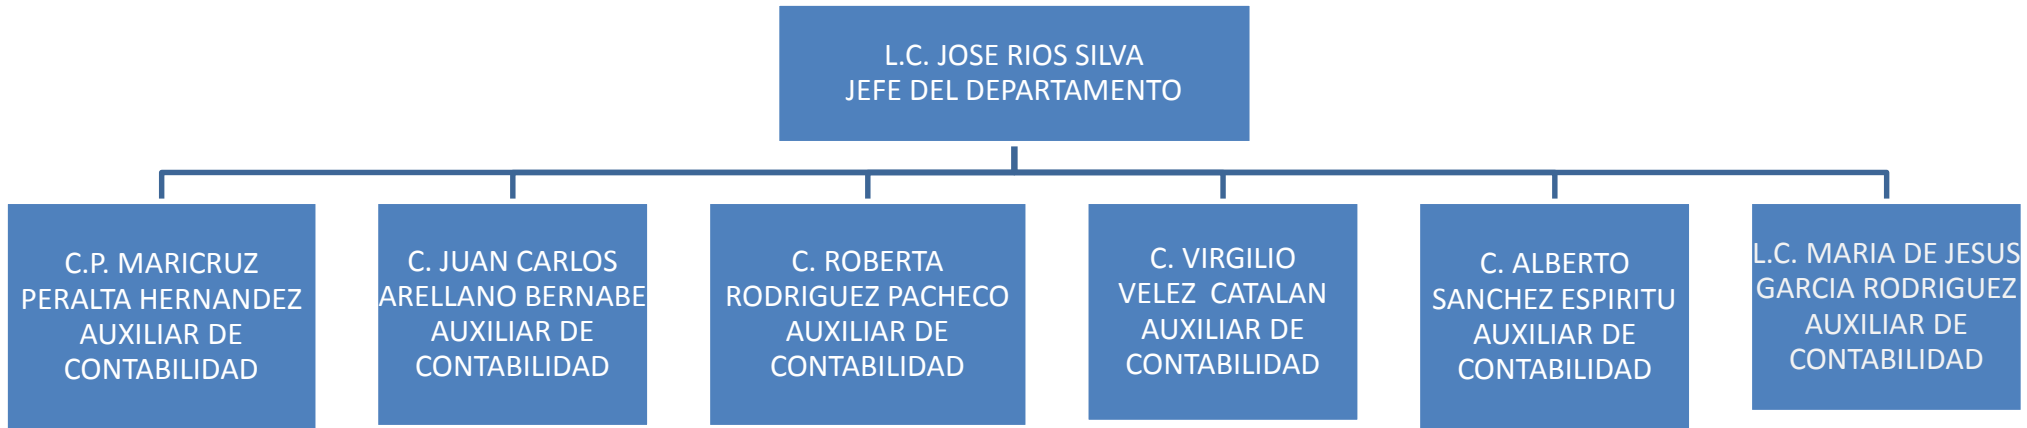 L.C. JOSE RIOS SILVA
JEFE DEL DEPARTAMENTO
C.P. MARICRUZ
PERALTA HERNANDEZ
AUXILIAR DE
CONTABILIDAD
C. JUAN CARLOS
ARELLANO BERNABE
AUXILIAR DE
CONTABILIDAD
C. ROBERTA
RODRIGUEZ PACHECO
AUXILIAR DE
CONTABILIDAD
C. VIRGILIO
VELEZ  CATALAN
AUXILIAR DE
CONTABILIDAD
C. ALBERTO
SANCHEZ ESPIRITU
AUXILIAR DE
CONTABILIDAD
L.C. MARIA DE JESUS
GARCIA RODRIGUEZ
AUXILIAR DE
CONTABILIDAD